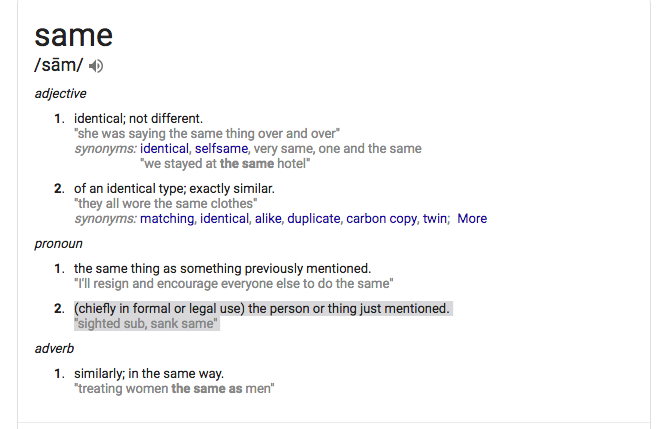 same
/sām/
adjective
1. identical; not different.
"she was saying the same thing over and over"
synonyms: identical, selfsame, very same, one and the same
"we stayed at the same hotel"
2. of an identical type; exactly similar.
"they all wore the same clothes"
synonyms: matching, identical, alike, duplicate, carbon copy, twin; More
pronoun
1. the same thing as something previously mentioned.
"I'll resign and encourage everyone else to do the same"
2. (chiefly in formal or legal use) the person or thing just mentioned.
"sighted sub, sank same"
adverb
1. similarly; in the same way.
"treating women the same as men"